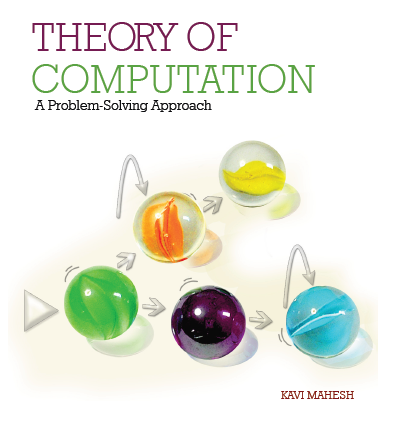 THEORY OF
COMPUTATION
A Problem-Solving Approach
KAVI MAHESH